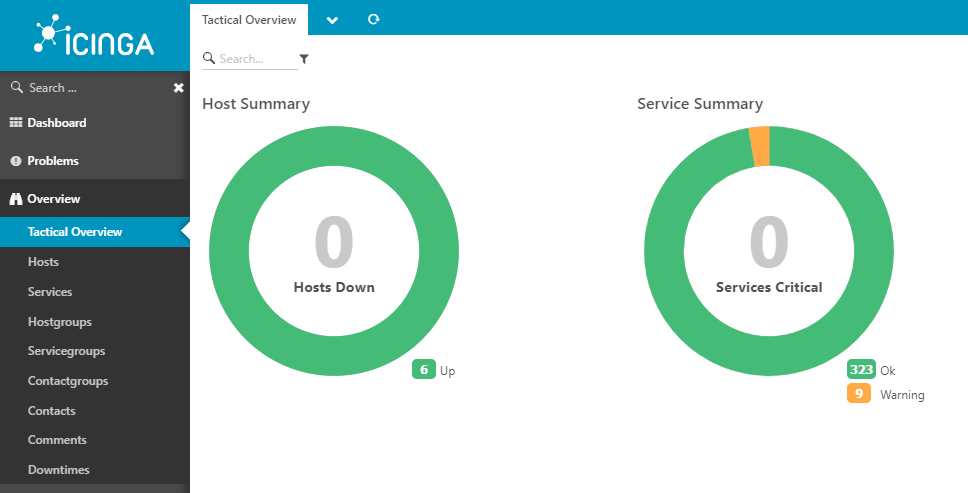 ICINGA
Search ...
Dashboard
Problems
Overview
Tactical Overview
Hosts
Services
Hostgroups
Servicegroups
Contactgroups
Contacts
Comments
Downtimes
Tactical Overview
Search...
Host Summary
0
Hosts Down
6 Up
Service Summary
0
Services Critical
323 Ok
9 Warning